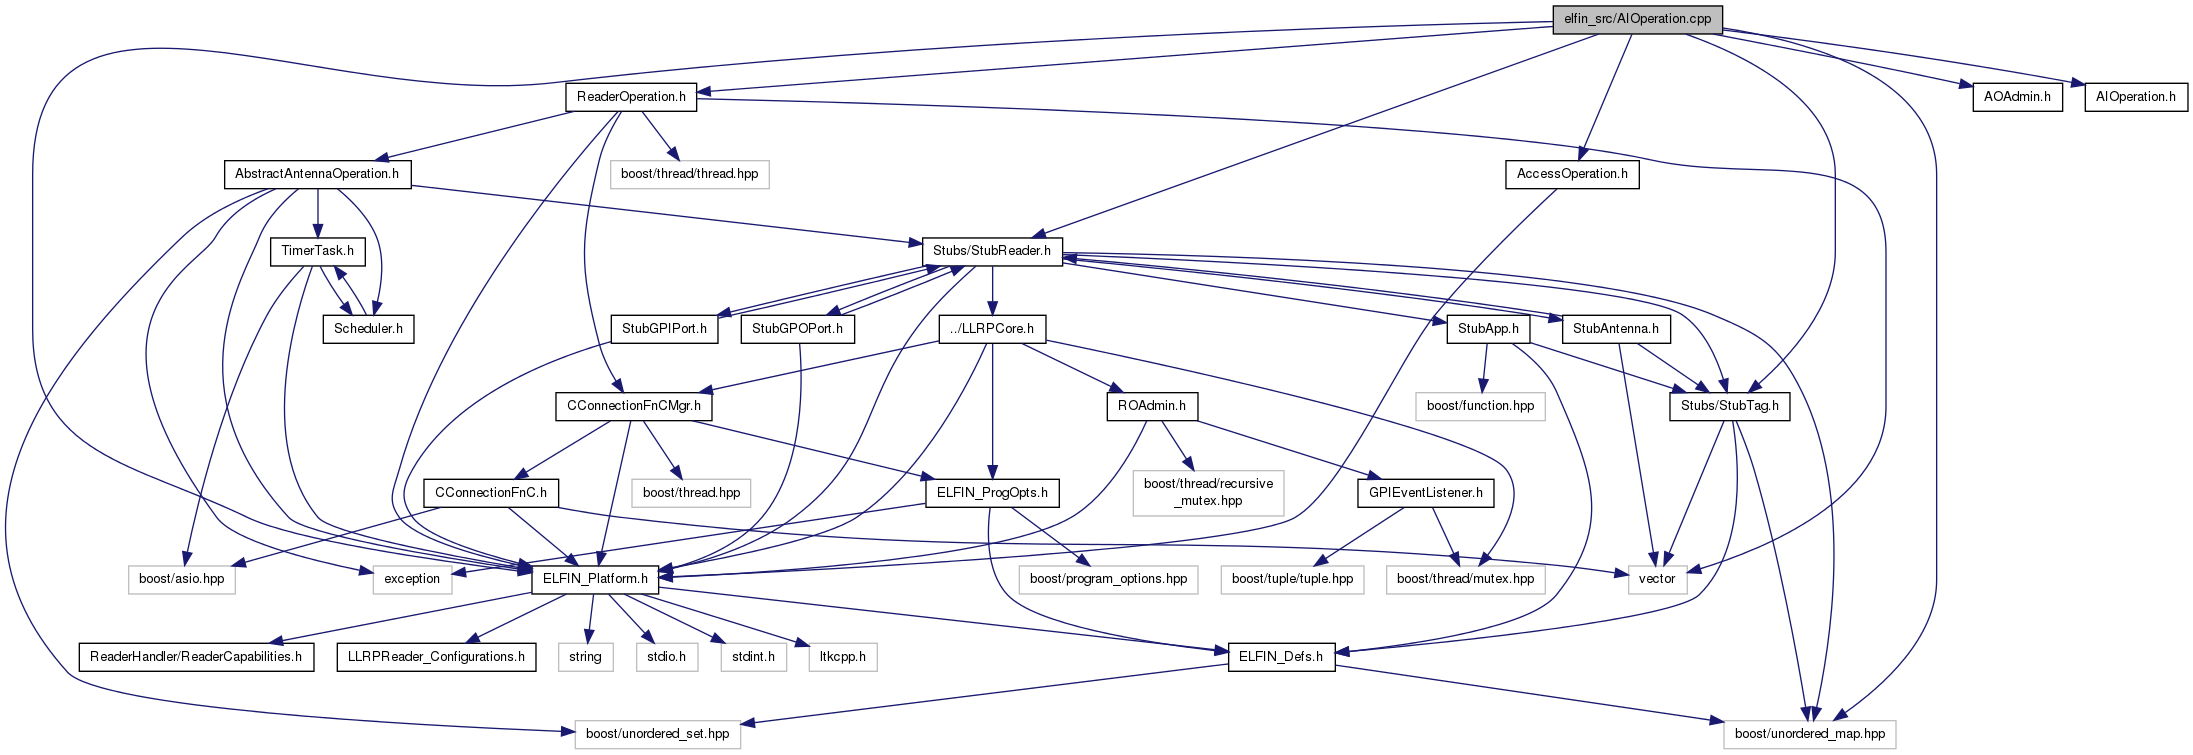 elfin_src/AIOperation.cpp
ReaderOperation.h
AOAdmin.h
AIOperation.h
AbstractAntennaOperation.h
boost/thread/thread.hpp
AccessOperation.h
TimerTask.h
Stubs/StubReader.h
Scheduler.h
StubGPIPort.h
StubGPOPort.h
../LLRPCore.h
StubApp.h
StubAntenna.h
CConnectionFnCMgr.h
ROAdmin.h
boost/function.hpp
Stubs/StubTag.h
CConnectionFnC.h
boost/thread.hpp
ELFIN_ProgOpts.h
boost/thread/recursive
_mutex.hpp
GPIEventListener.h
boost/asio.hpp
exception
ELFIN_Platform.h
boost/program_options.hpp
boost/tuple/tuple.hpp
boost/thread/mutex.hpp
vector
ReaderHandler/ReaderCapabilities.h
LLRPReader_Configurations.h
string
stdio.h
stdint.h
ltkcpp.h
ELFIN_Defs.h
boost/unordered_set.hpp
boost/unordered_map.hpp